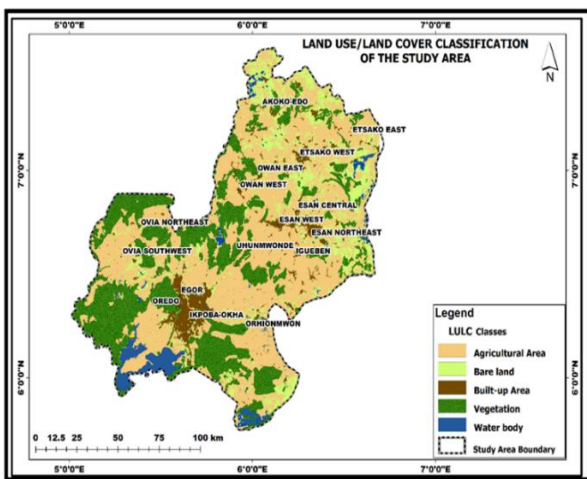 5°0'0"E 6°0'0"E 7°0'0"E
LAND USE/LAND COVER CLASSIFICATION
OF THE STUDY AREA
N
AKOKO-EDO
ETSAKO EAST
ETSAKO WEST
7°0'0"N
7°0'0"N
OWAN EAST
OWAN WEST
ESAN CENTRAL
ESAN WEST
OVIA NORTHEAST
ESAN NORTHEAST
OVIA SOUTHWEST
UHUNMWONDE
IGUEBEN
EGOR
OREDO
IKPOBA-OKHA
ORHIONMWON
Legend
LULC Classes
Agricultural Area
Bare land
Built-up Area
Vegetation
Water body
Study Area Boundary
6°0'0"N
6°0'0"N
0 12.5 25 50 75 100 km
5°0'0"E 6°0'0"E 7°0'0"E